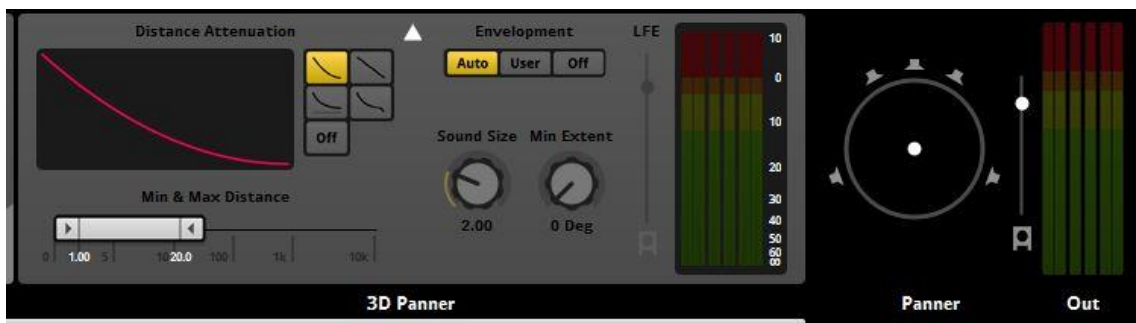 Distance Attenuation
Off
Min & Max Distance
0 1.00 5 10 20.0 100 1k 10k
Envelopment
Auto User Off
Sound Size Min Extent
2.00 0 Deg
LFE
10
0
10
20
30
40
50
60
∞
3D Panner
Panner
Out